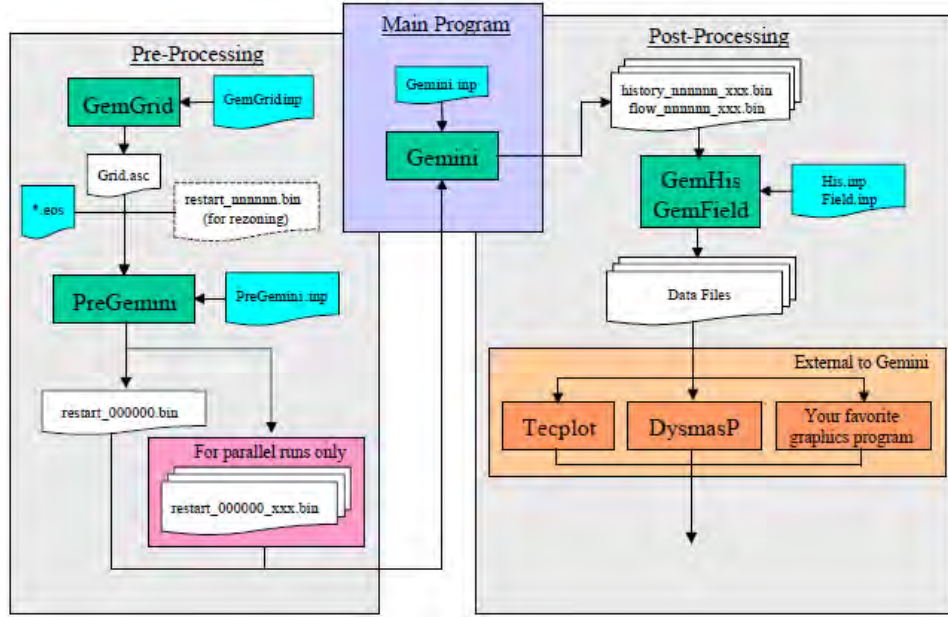 Pre-Processing
GemGrid
GemGrid.inp
Grid.asc
*.eos
restart_nnnnnn.bin
(for rezoning)
PreGemini
PreGemini.inp
restart_000000.bin
For parallel runs only
restart_000000_xxx.bin
Main Program
Gemini.inp
Gemini
Post-Processing
history_nnnnnn_xxx.bin
flow_nnnnnn_xxx.bin
GemHis
GemField
His.inp
Field.inp
Data Files
External to Gemini
Tecplot
DysmasP
Your favorite
graphics program